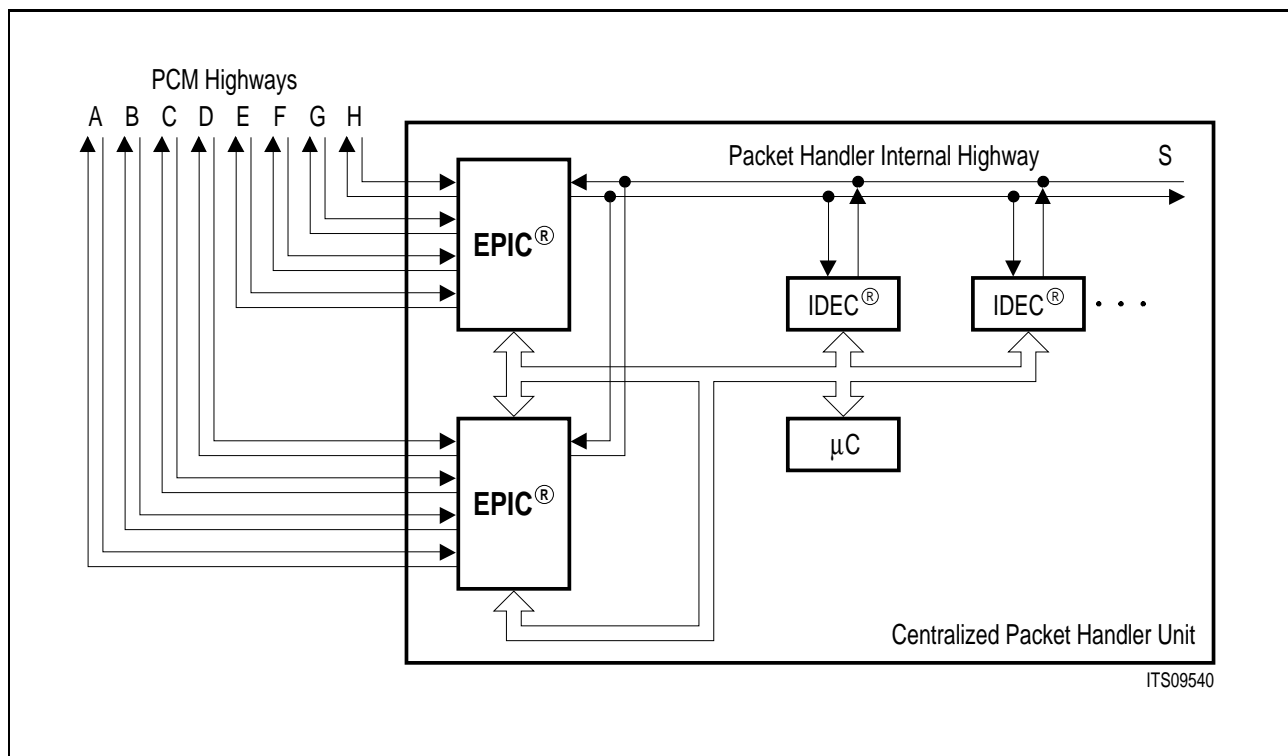 PCM Highways
A B C D E F G H
Packet Handler Internal Highway S
EPIC®
IDEC® IDEC® . . .
μC
EPIC®
Centralized Packet Handler Unit
ITS09540